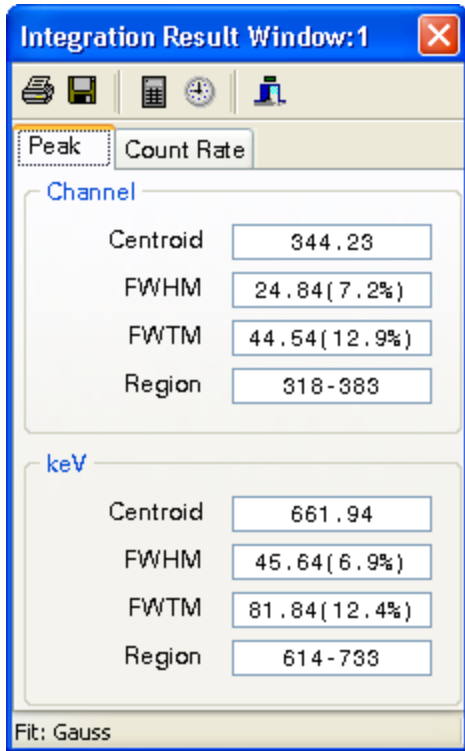 Integration Result Window:1
Peak
Count Rate
Channel
Centroid 344.23
FWHM 24.84(7.2%)
FWTM 44.54(12.9%)
Region 318-383
keV
Centroid 661.94
FWHM 45.64(6.9%)
FWTM 81.84(12.4%)
Region 614-733
Fit: Gauss